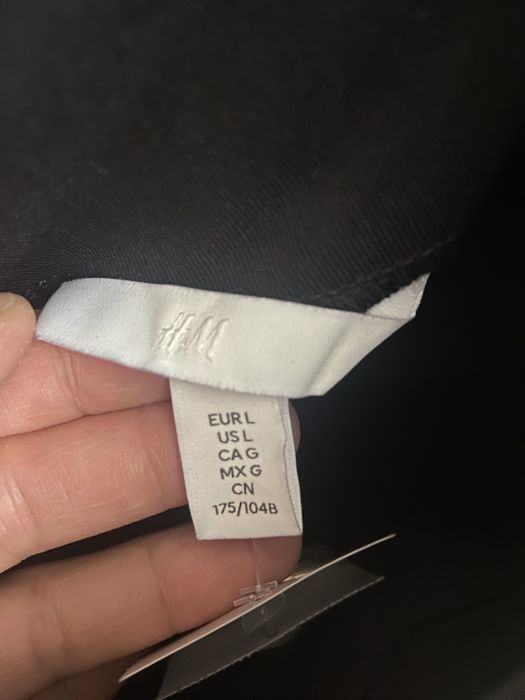 H&M
EUR L
US L
CA G
MX G
CN
175/104B